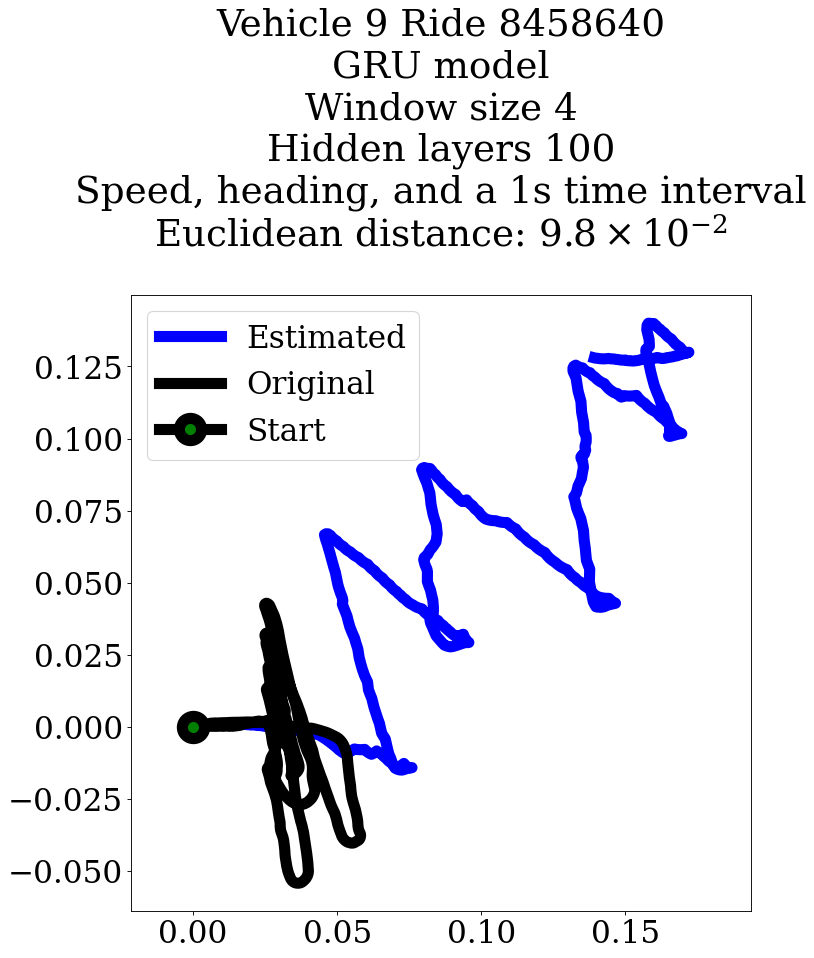 Vehicle 9 Ride 8458640
GRU model
Window size 4
Hidden layers 100
Speed, heading, and a 1s time interval
Euclidean distance: 9.8 × 10⁻²
Estimated
Original
Start
0.125
0.100
0.075
0.050
0.025
0.000
−0.025
−0.050
0.00 0.05 0.10 0.15